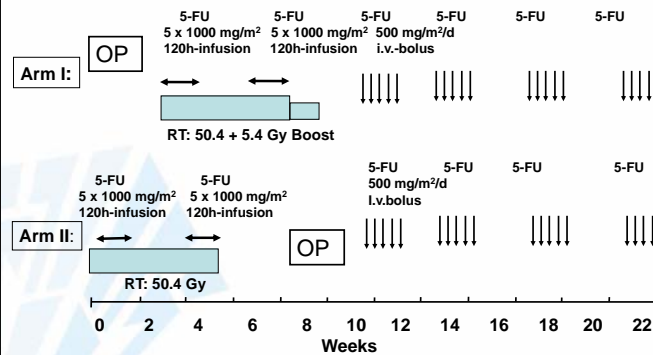 5-FU 5-FU 5-FU 5-FU 5-FU 5-FU
5 x 1000 mg/m² 5 x 1000 mg/m² 500 mg/m²/d
120h-infusion 120h-infusion i.v.-bolus
OP
Arm I:
RT: 50.4 + 5.4 Gy Boost
5-FU 5-FU 5-FU 5-FU 5-FU 5-FU
5 x 1000 mg/m² 5 x 1000 mg/m² 500 mg/m²/d
120h-infusion 120h-infusion I.v.bolus
Arm II:
OP
RT: 50.4 Gy
0 2 4 6 8 10 12 14 16 18 20 22
Weeks